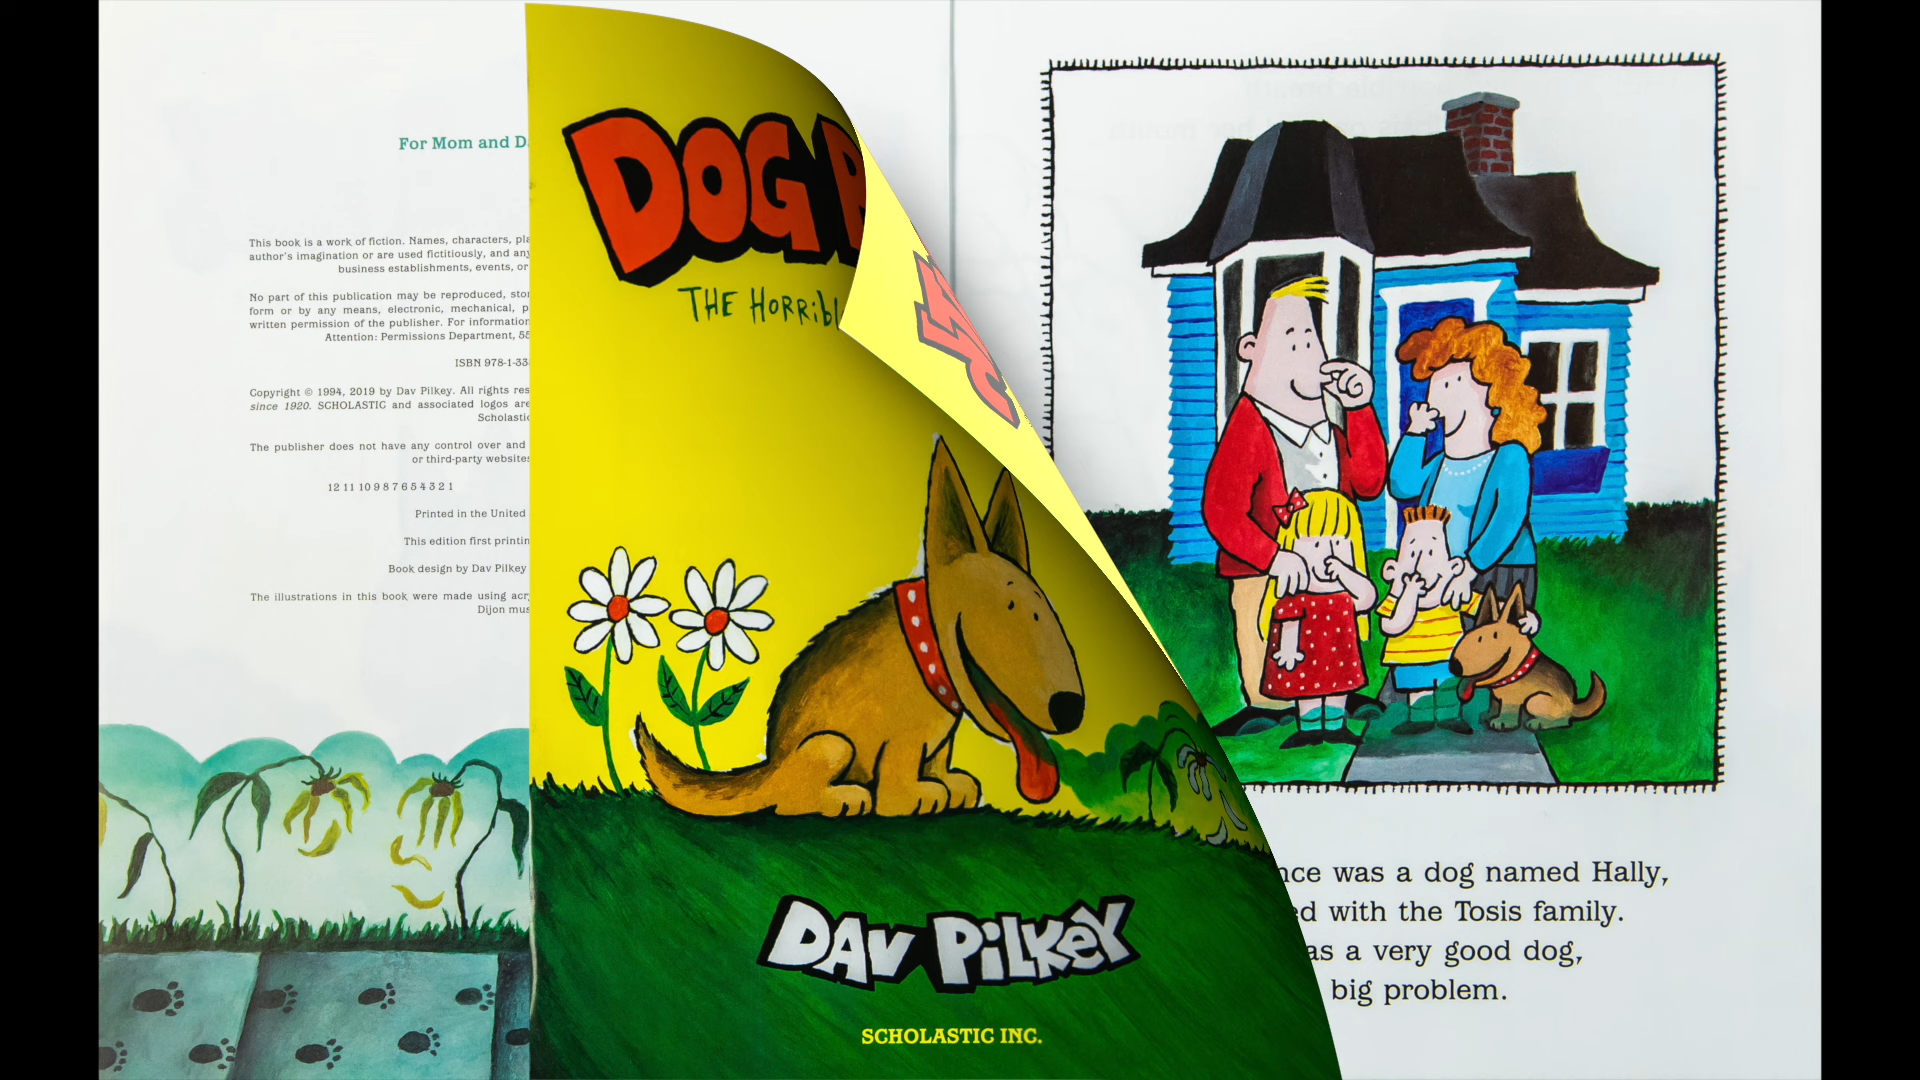 For Mom and D
This book is a work of fiction. Names, characters, pla
author's imagination or are used fictitiously, and any
business establishments, events, or
No part of this publication may be reproduced, stor
form or by any means, electronic, mechanical, p
written permission of the publisher. For information
Attention: Permissions Department, 55
ISBN 978-1-33
Copyright © 1994, 2019 by Dav Pilkey. All rights res
since 1920. SCHOLASTIC and associated logos are
Scholastic
The publisher does not have any control over and
or third-party websites
12 11 10 9 8 7 6 5 4 3 2 1
Printed in the United
This edition first printin
Book design by Dav Pilkey
The illustrations in this book were made using acr
Dijon mus
DOG
THE HORRibl
DAV PiLKEY
SCHOLASTIC INC.
nce was a dog named Hally,
ed with the Tosis family.
as a very good dog,
big problem.